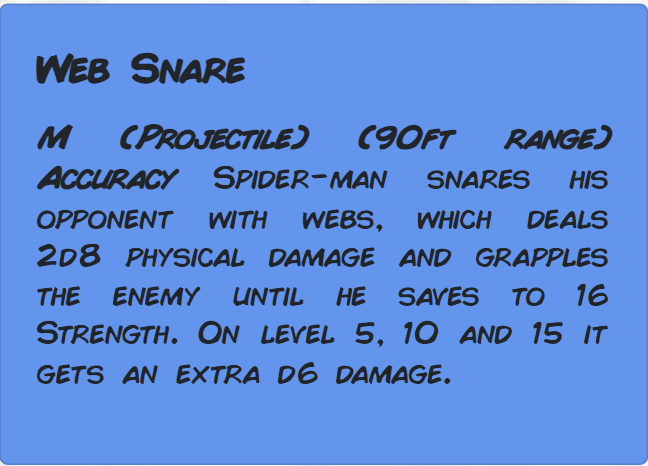 Web Snare
M (Projectile) (90ft range)
Accuracy Spider-man snares his
opponent with webs, which deals
2d8 physical damage and grapples
the enemy until he saves to 16
Strength. On level 5, 10 and 15 it
gets an extra d6 damage.